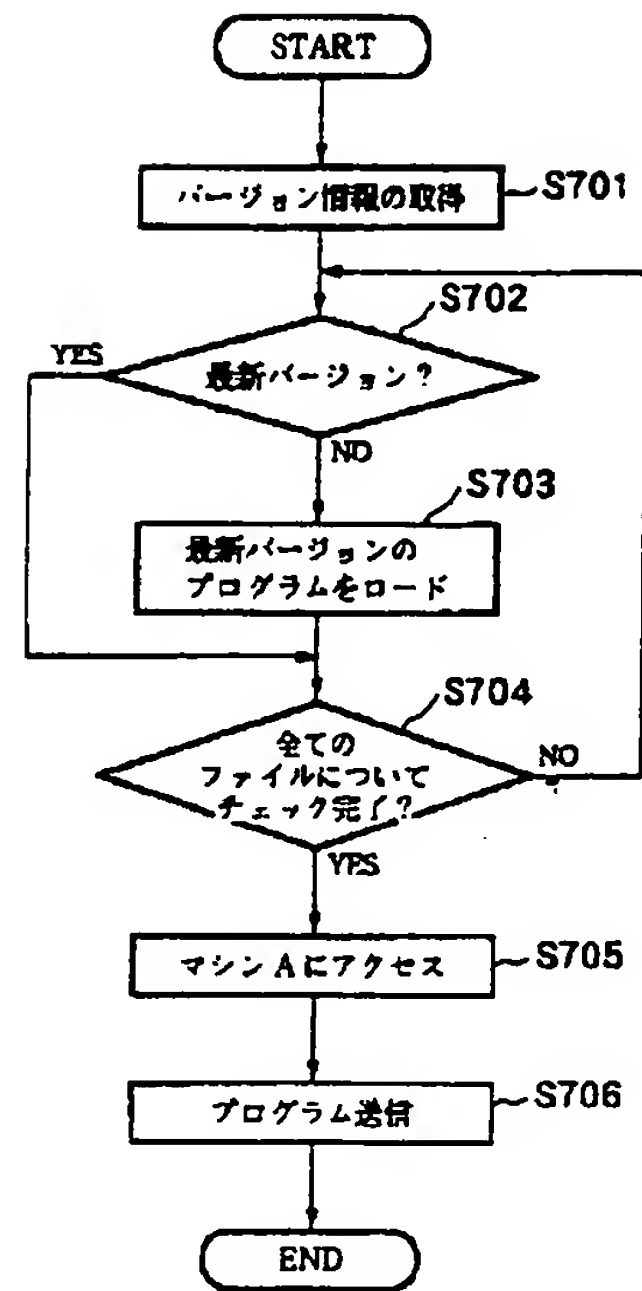 START
バージョン情報の取得
S701
S702
YES
最新バージョン?
NO
S703
最新バージョンの
プログラムをロード
S704
全ての
ファイルについて
チェック完了?
NO
YES
マシンAにアクセス
S705
プログラム送信
S706
END